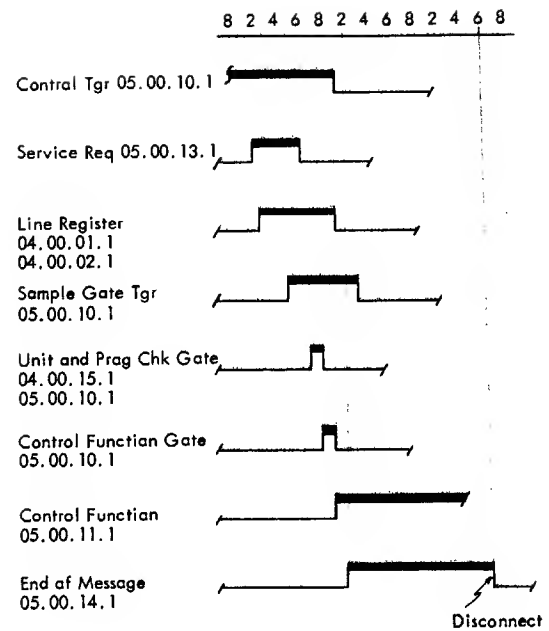 8 2 4 6 8 2 4 6 8 2 4 6 8
Control Tgr 05.00.10.1
Service Req 05.00.13.1
Line Register
04.00.01.1
04.00.02.1
Sample Gate Tgr
05.00.10.1
Unit and Prag Chk Gate
04.00.15.1
05.00.10.1
Control Function Gate
05.00.10.1
Control Function
05.00.11.1
End af Message
05.00.14.1
Disconnect